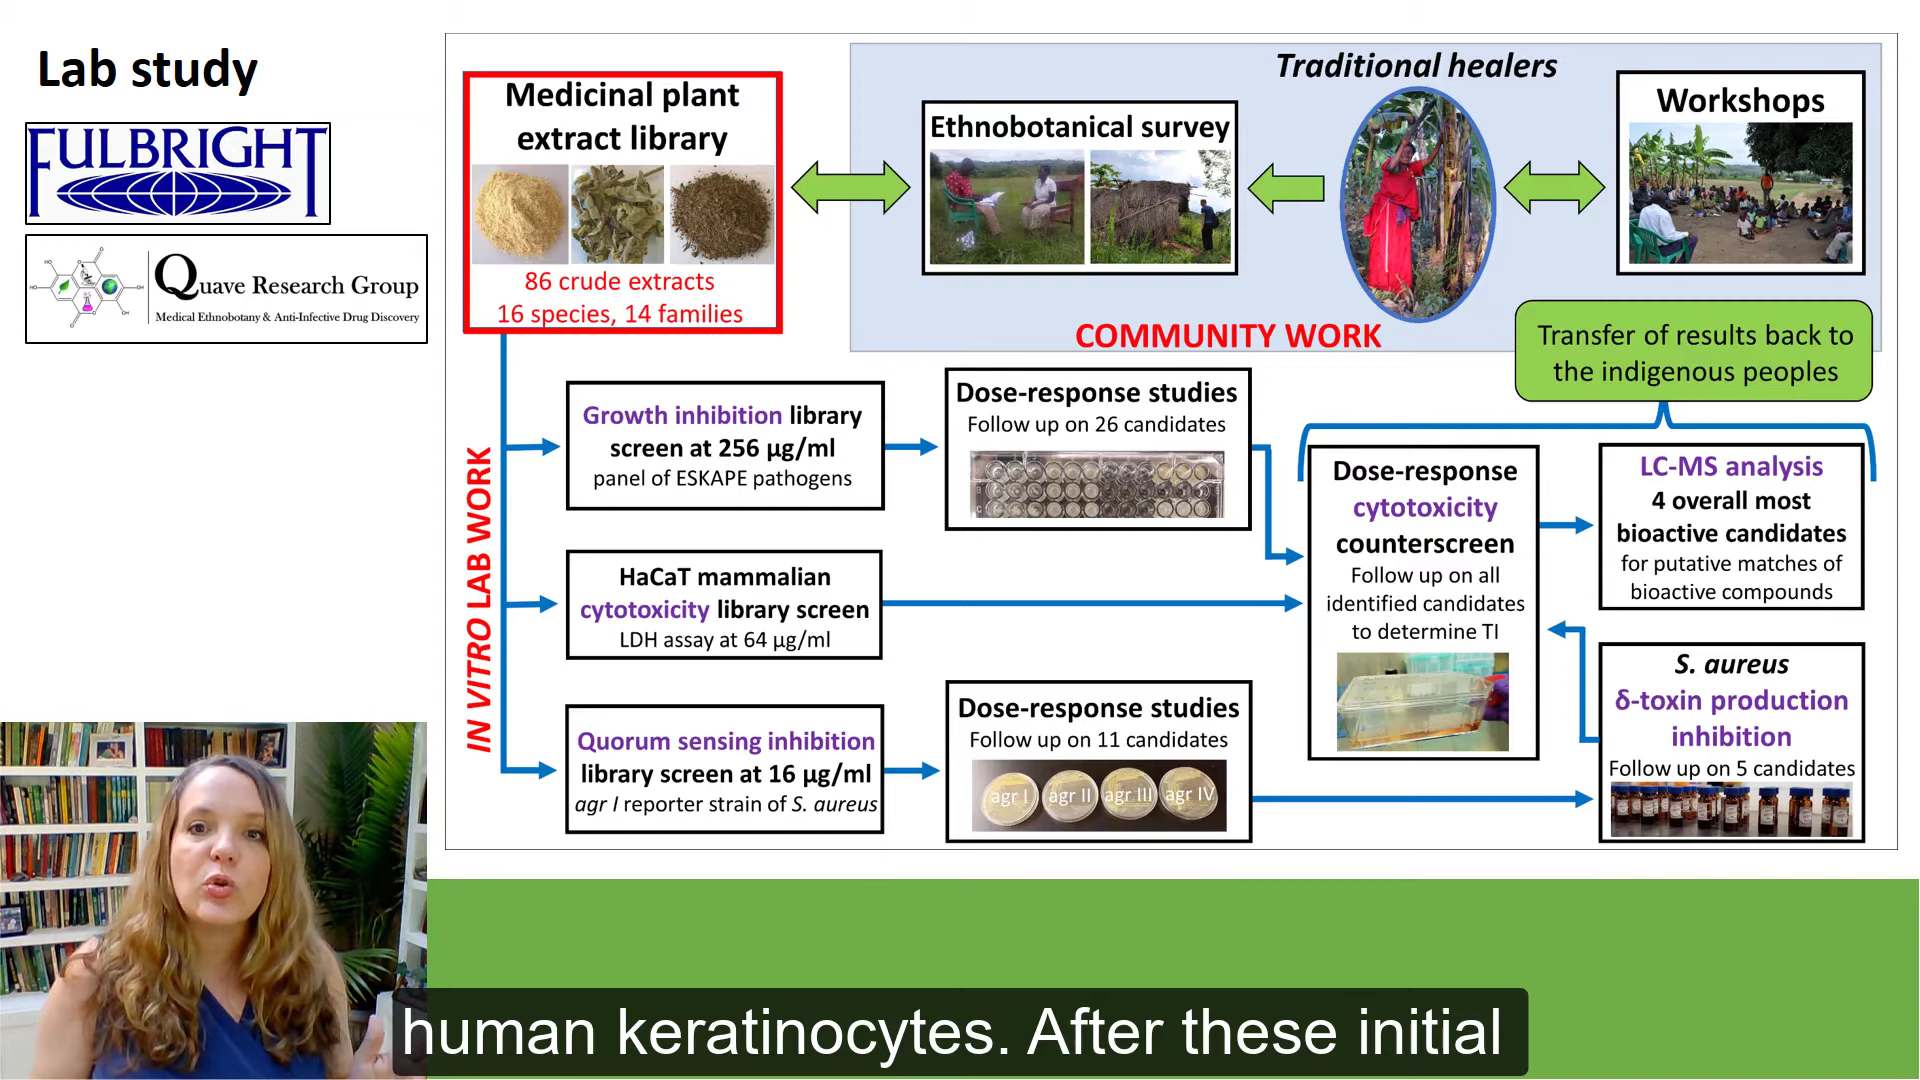 Lab study
FULBRIGHT
Quave Research Group
Medical Ethnobotany & Anti-Infective Drug Discovery
Medicinal plant
extract library
86 crude extracts
16 species, 14 families
Traditional healers
Ethnobotanical survey
Workshops
COMMUNITY WORK
Transfer of results back to
the indigenous peoples
IN VITRO LAB WORK
Growth inhibition library
screen at 256 µg/ml
panel of ESKAPE pathogens
Dose-response studies
Follow up on 26 candidates
HaCaT mammalian
cytotoxicity library screen
LDH assay at 64 µg/ml
Quorum sensing inhibition
library screen at 16 µg/ml
agr I reporter strain of S. aureus
Dose-response studies
Follow up on 11 candidates
agr I agr II agr III agr IV
Dose-response
cytotoxicity
counterscreen
Follow up on all
identified candidates
to determine TI
LC-MS analysis
4 overall most
bioactive candidates
for putative matches of
bioactive compounds
S. aureus
δ-toxin production
inhibition
Follow up on 5 candidates
human keratinocytes. After these initial